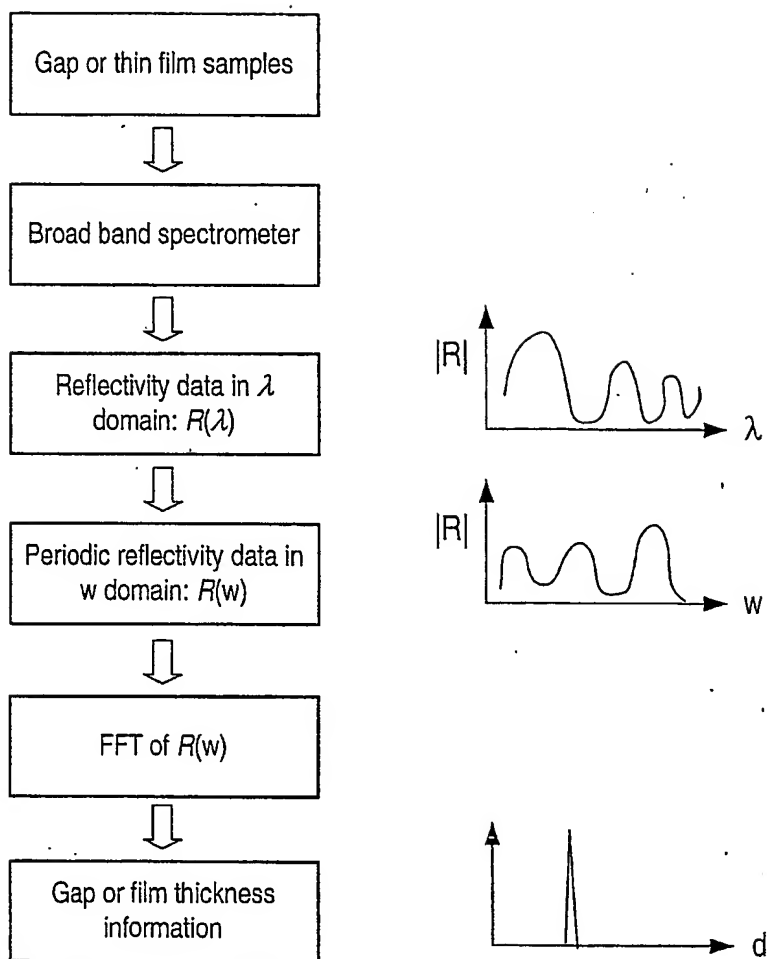 Gap or thin film samples
Broad band spectrometer
Reflectivity data in λ
domain: R(λ)
|R|
λ
Periodic reflectivity data in
w domain: R(w)
|R|
w
FFT of R(w)
Gap or film thickness
information
d